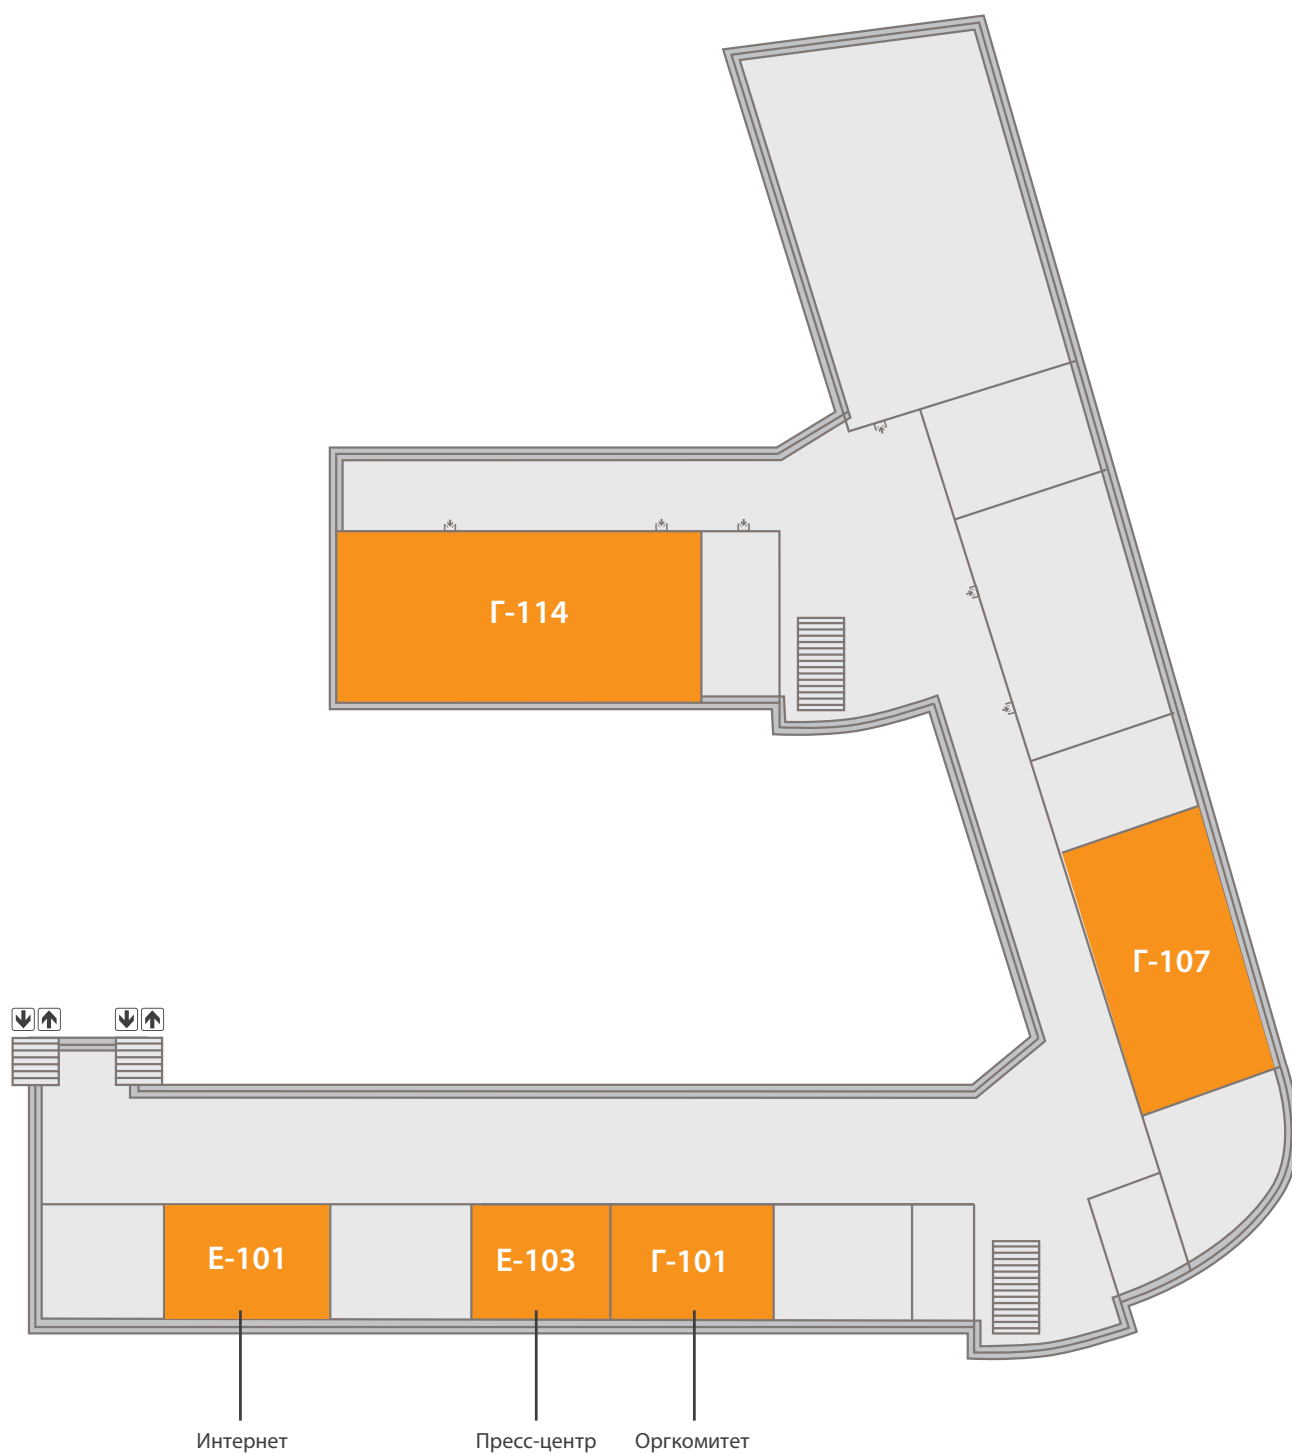 Г-114
Г-107
Е-101
Е-103
Г-101
Интернет
Пресс-центр
Оргкомитет